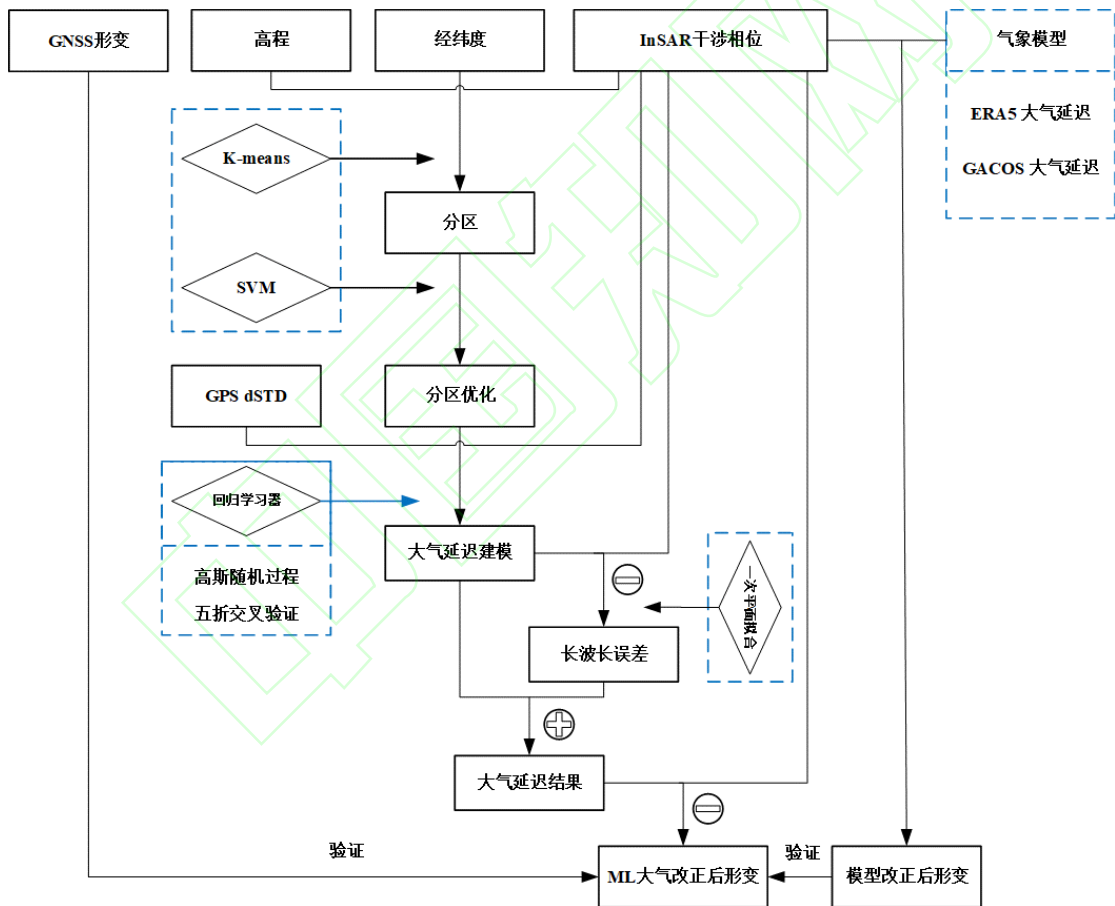 GNSS形变
高程
经纬度
InSAR干涉相位
气象模型
ERA5 大气延迟
GACOS 大气延迟
K-means
分区
SVM
GPS dSTD
分区优化
回归学习器
大气延迟建模
高斯随机过程
五折交叉验证
一次平面拟合
长波长误差
大气延迟结果
验证
ML大气改正后形变
验证
模型改正后形变
中国知网